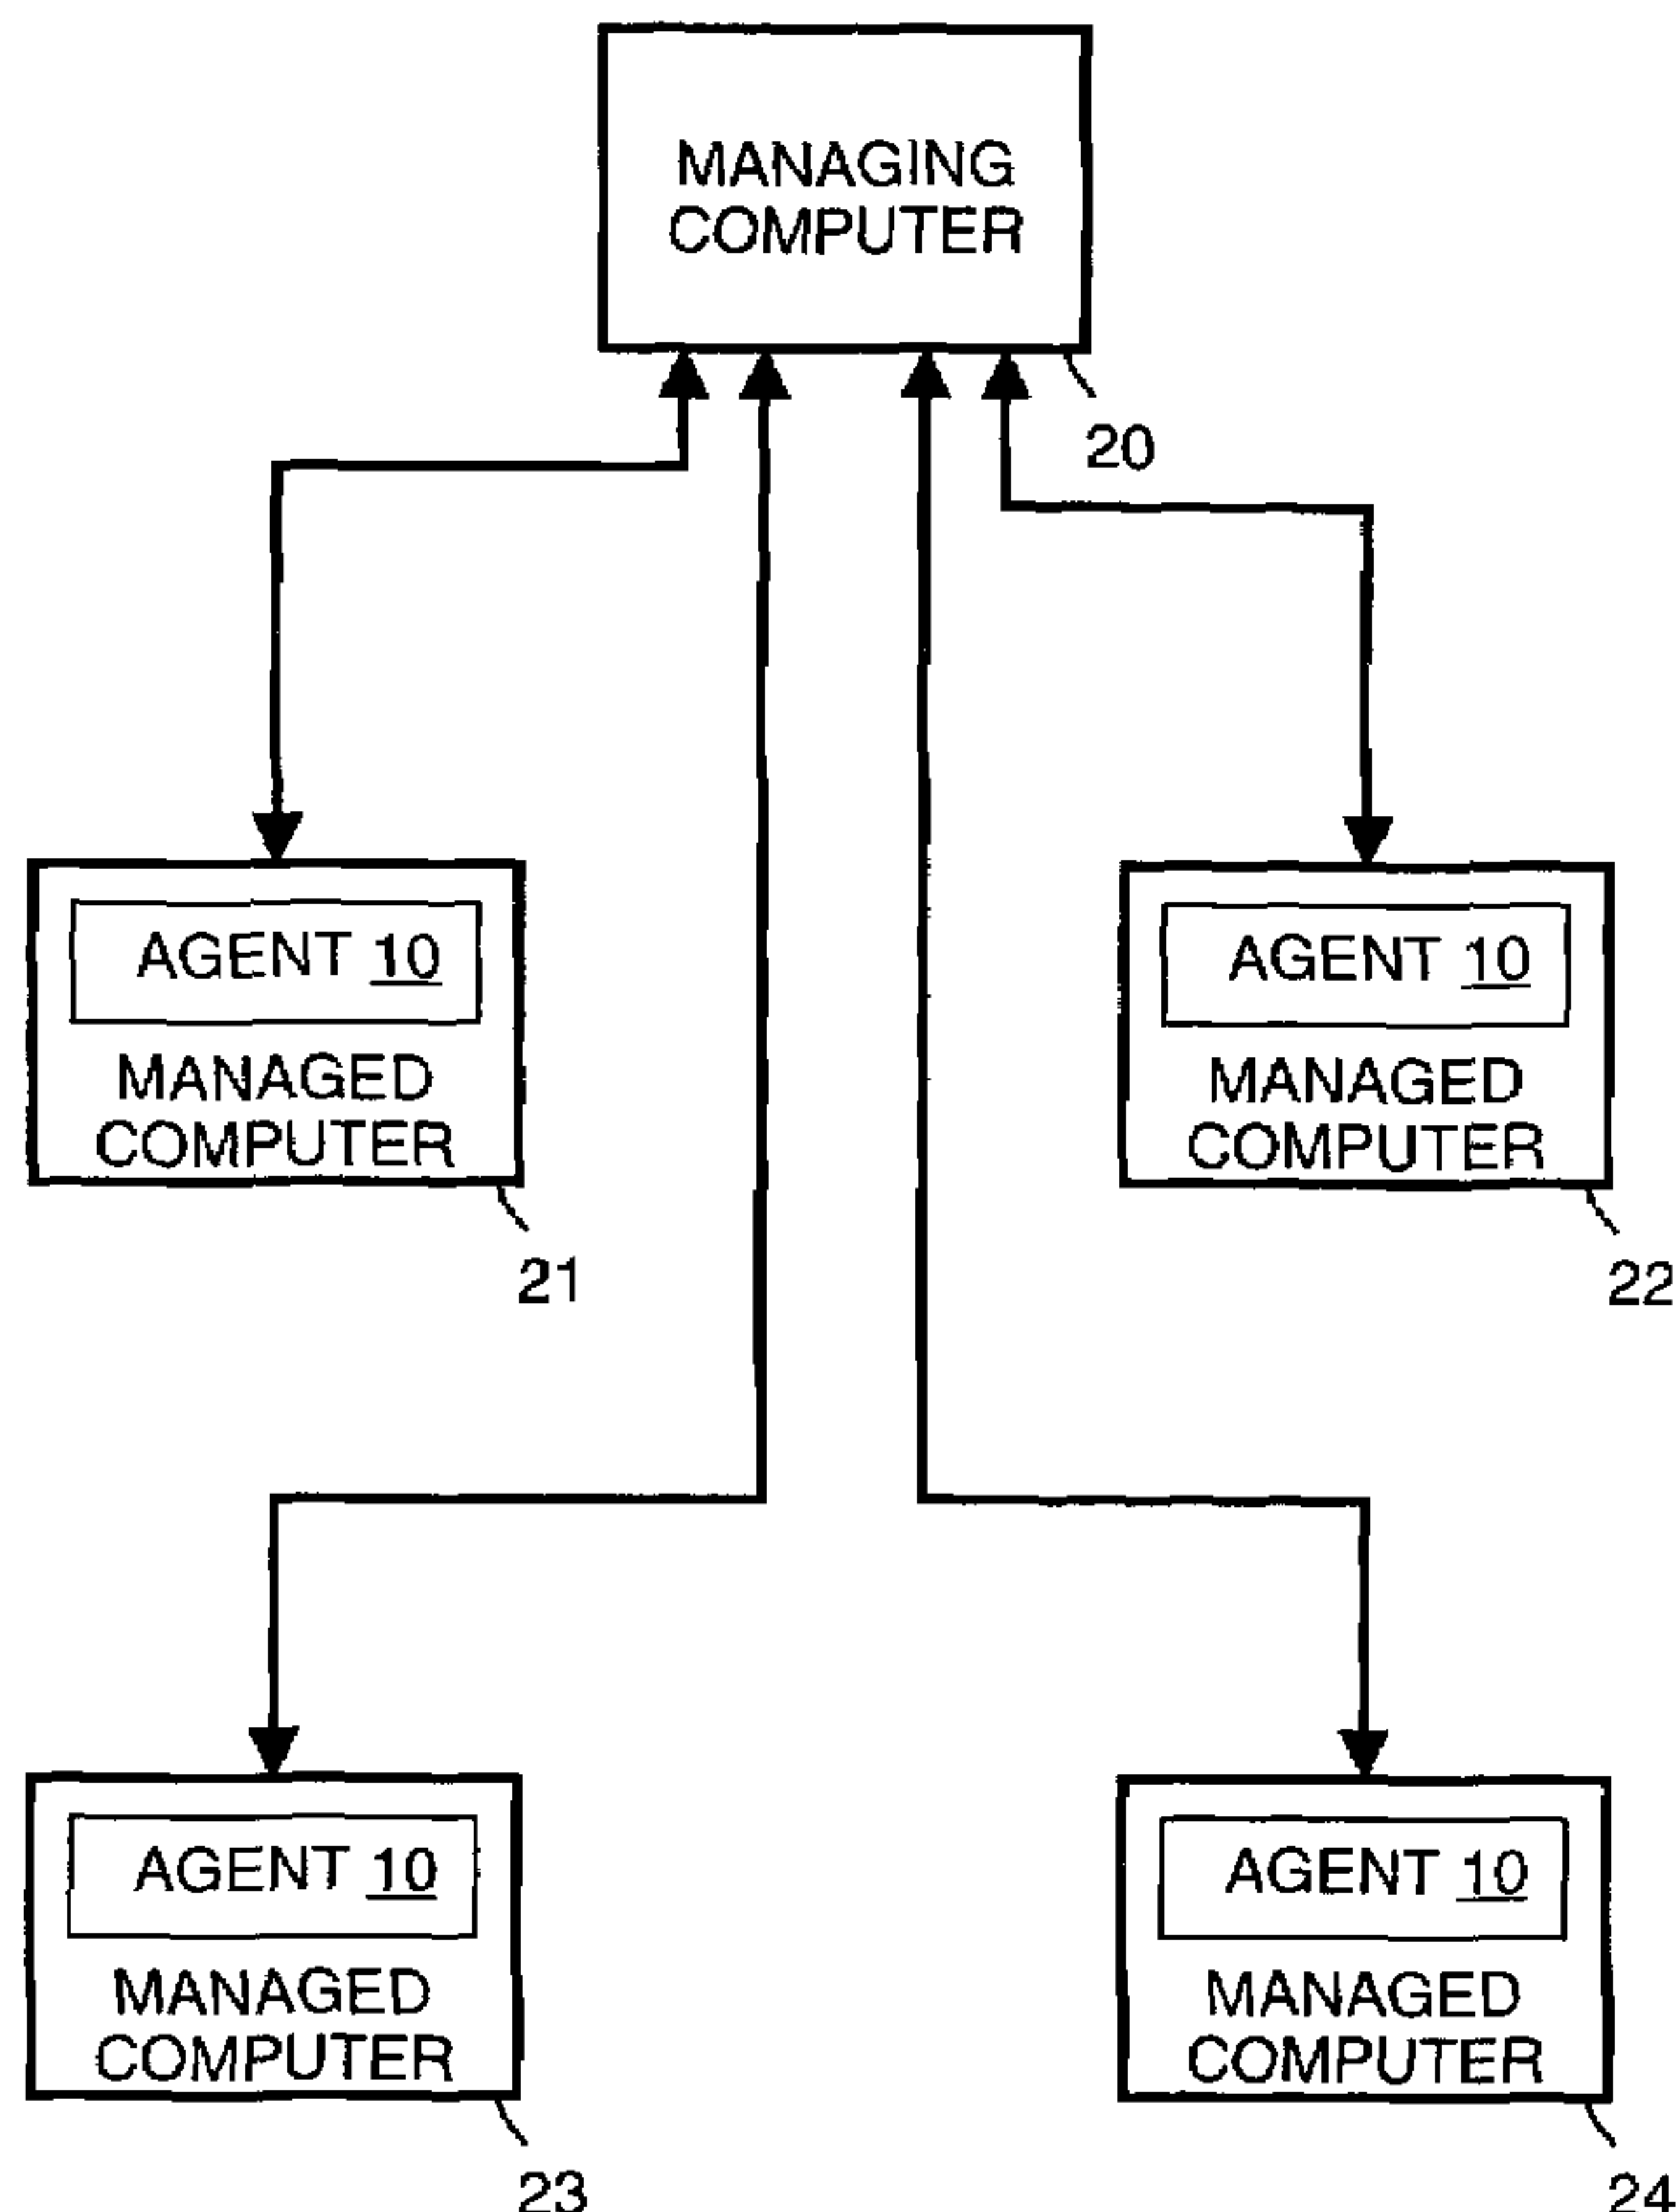 MANAGING
COMPUTER
20
AGENT 10
MANAGED
COMPUTER
21
AGENT 10
MANAGED
COMPUTER
22
AGENT 10
MANAGED
COMPUTER
23
AGENT 10
MANAGED
COMPUTER
24